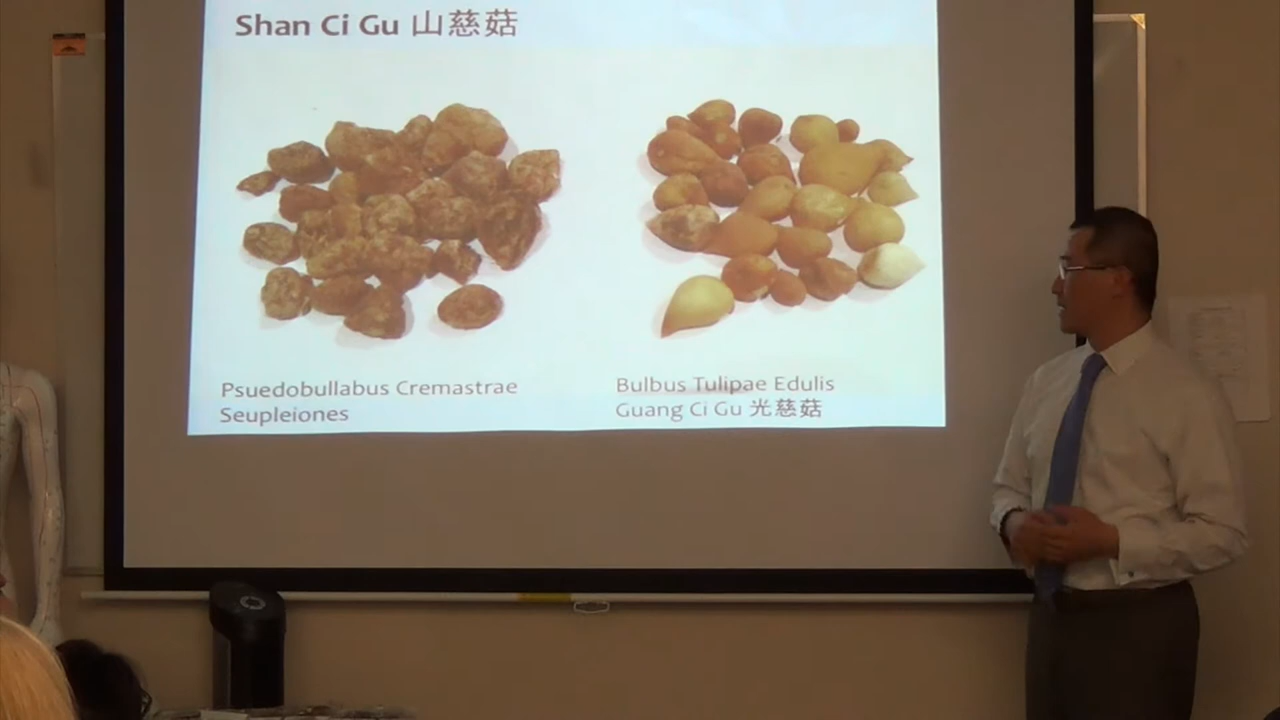 Shan Ci Gu 山慈菇
Psuedobullabus Cremastrae
Seupleiones
Bulbus Tulipae Edulis
Guang Ci Gu 光慈菇